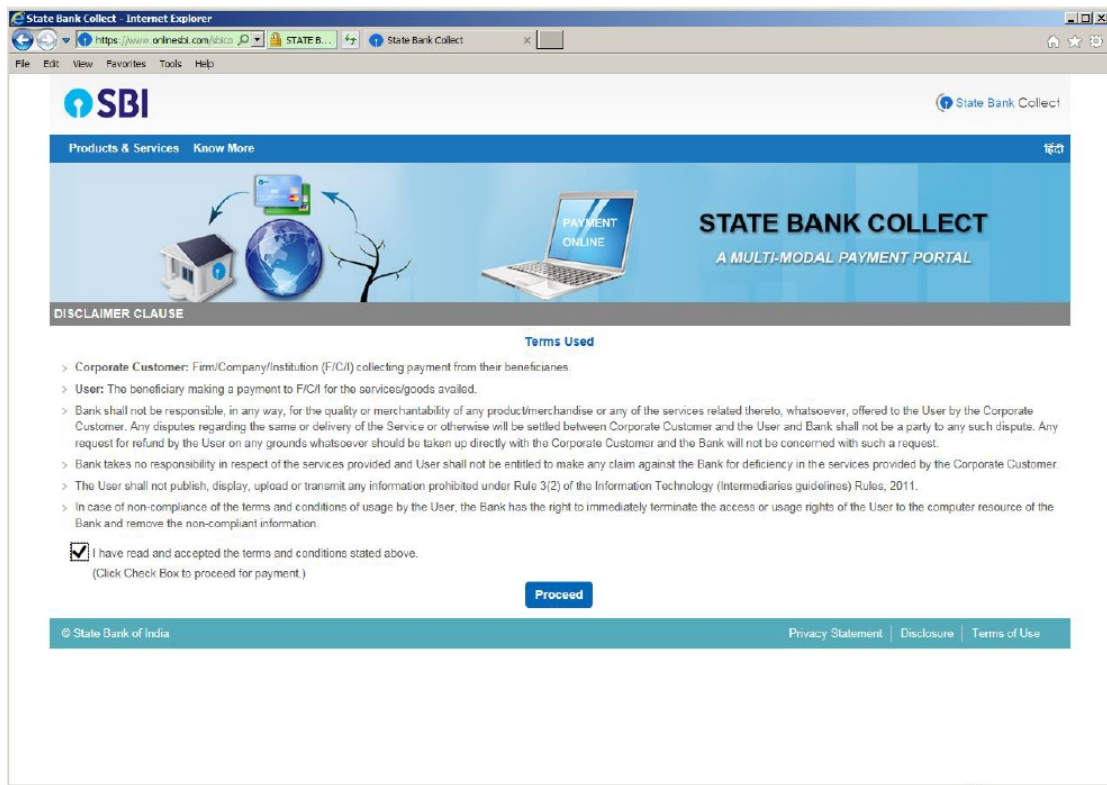 State Bank Collect - Internet Explorer
https://www.onlinesbi.com/sbico STATE B... State Bank Collect
File Edit View Favorites Tools Help
SBI
State Bank Collect
Products & Services Know More
हिंदी
PAYMENT
ONLINE
STATE BANK COLLECT
A MULTI-MODAL PAYMENT PORTAL
DISCLAIMER CLAUSE
Terms Used
Corporate Customer: Firm/Company/Institution (F/C/I) collecting payment from their beneficiaries.
User: The beneficiary making a payment to F/C/I for the services/goods availed.
Bank shall not be responsible, in any way, for the quality or merchantability of any product/merchandise or any of the services related thereto, whatsoever, offered to the User by the Corporate
Customer. Any disputes regarding the same or delivery of the Service or otherwise will be settled between Corporate Customer and the User and Bank shall not be a party to any such dispute. Any
request for refund by the User on any grounds whatsoever should be taken up directly with the Corporate Customer and the Bank will not be concerned with such a request.
Bank takes no responsibility in respect of the services provided and User shall not be entitled to make any claim against the Bank for deficiency in the services provided by the Corporate Customer.
The User shall not publish, display, upload or transmit any information prohibited under Rule 3(2) of the Information Technology (Intermediaries guidelines) Rules, 2011.
In case of non-compliance of the terms and conditions of usage by the User, the Bank has the right to immediately terminate the access or usage rights of the User to the computer resource of the
Bank and remove the non-compliant information.
I have read and accepted the terms and conditions stated above.
(Click Check Box to proceed for payment.)
Proceed
© State Bank of India
Privacy Statement | Disclosure | Terms of Use